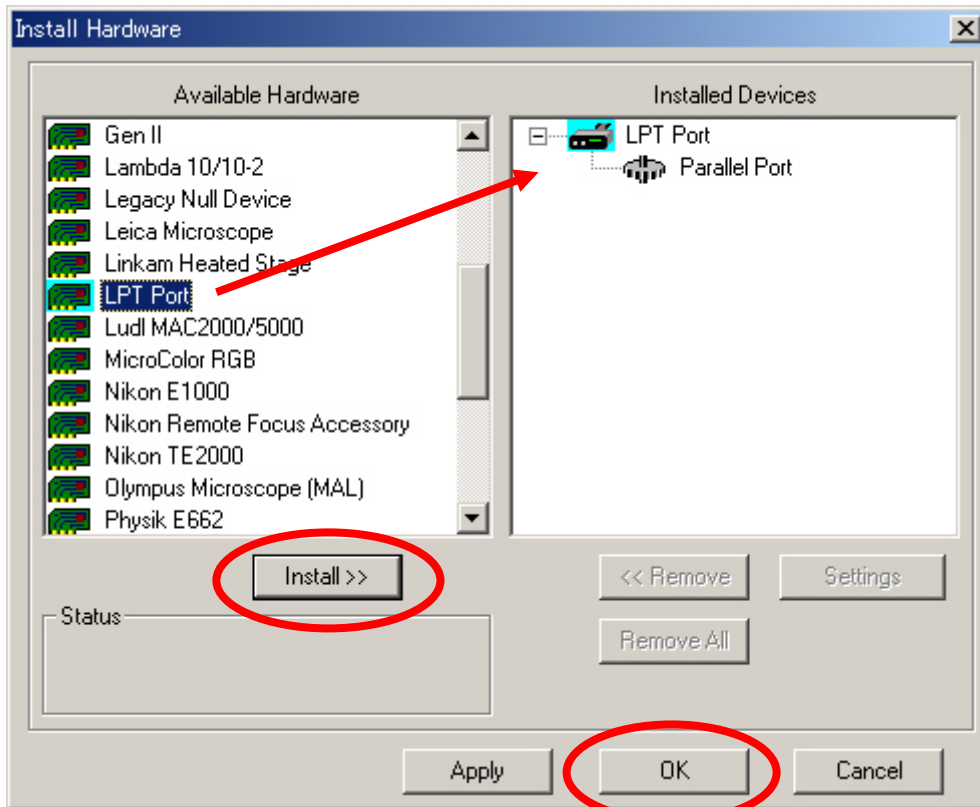 Install Hardware
Available Hardware
Gen II
Lambda 10/10-2
Legacy Null Device
Leica Microscope
Linkam Heated Stage
LPT Port
Ludl MAC2000/5000
MicroColor RGB
Nikon E1000
Nikon Remote Focus Accessory
Nikon TE2000
Olympus Microscope (MAL)
Physik E662
Install >>
Status
Installed Devices
LPT Port
Parallel Port
<< Remove
Settings
Remove All
Apply
OK
Cancel